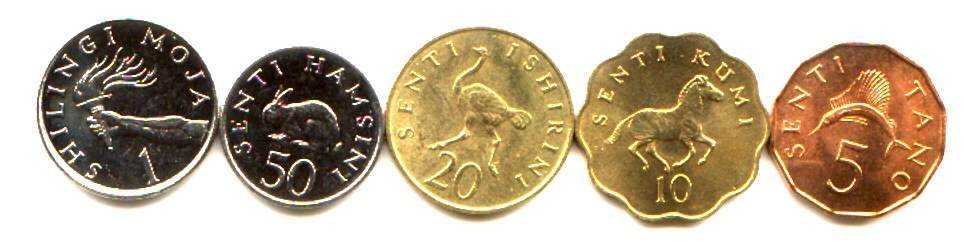 SHILINGI MOJA
1
SENTI HAMSINI
50
SENTI ISHIRINI
20
SENTI KUMI
10
SENTI TANO
5